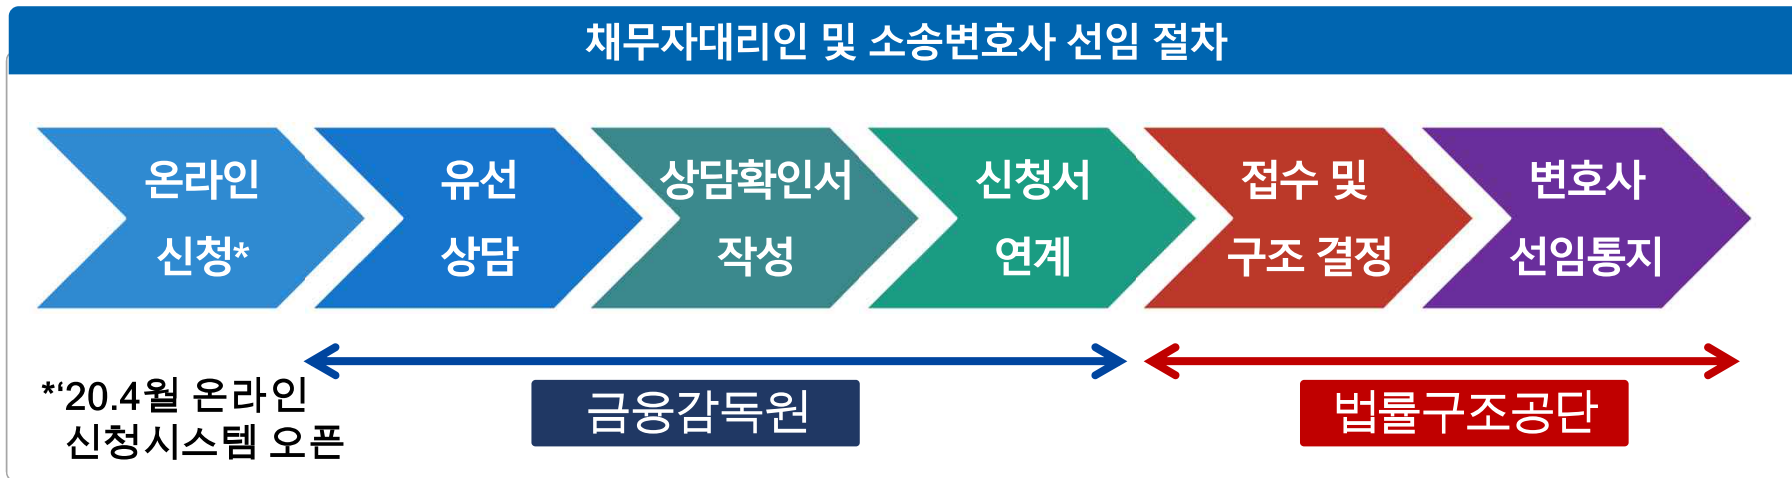 채무자대리인 및 소송변호사 선임 절차
온라인
신청*
유선
상담
상담확인서
작성
신청서
연계
접수 및
구조 결정
변호사
선임통지
*‘20.4월 온라인
신청시스템 오픈
금융감독원
법률구조공단